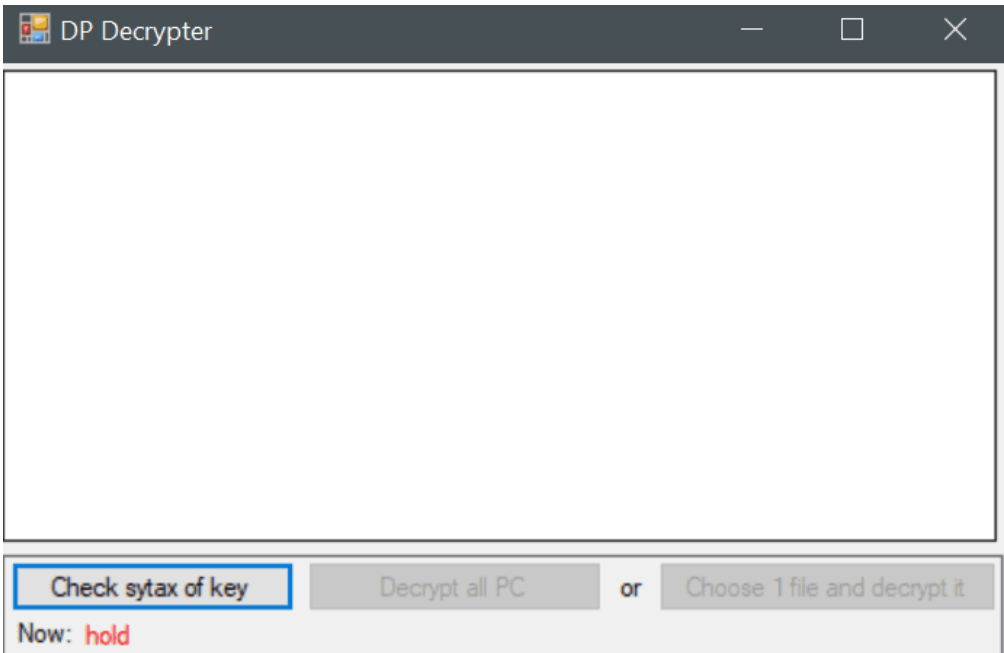 DP Decrypter
Check sytax of key Decrypt all PC or Choose 1 file and decrypt it
Now: hold